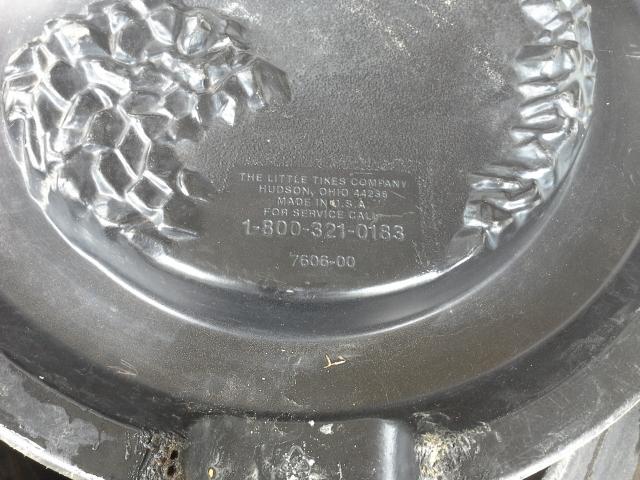 THE LITTLE TIKES COMPANY
HUDSON, OHIO 44236
MADE IN U.S.A.
FOR SERVICE CALL
1-800-321-0183
7606-00